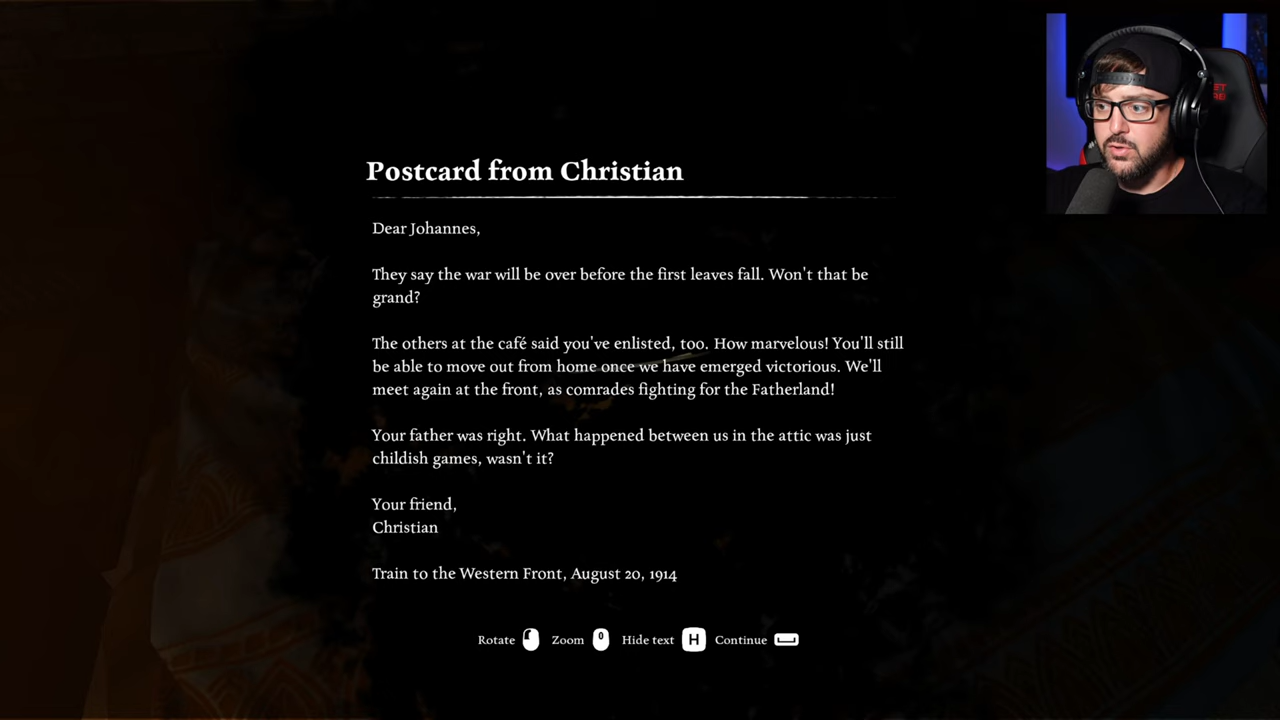 Postcard from Christian
Dear Johannes,
They say the war will be over before the first leaves fall. Won't that be
grand?
The others at the café said you've enlisted, too. How marvelous! You'll still
be able to move out from home once we have emerged victorious. We'll
meet again at the front, as comrades fighting for the Fatherland!
Your father was right. What happened between us in the attic was just
childish games, wasn't it?
Your friend,
Christian
Train to the Western Front, August 20, 1914
Rotate Zoom 0 Hide text H Continue